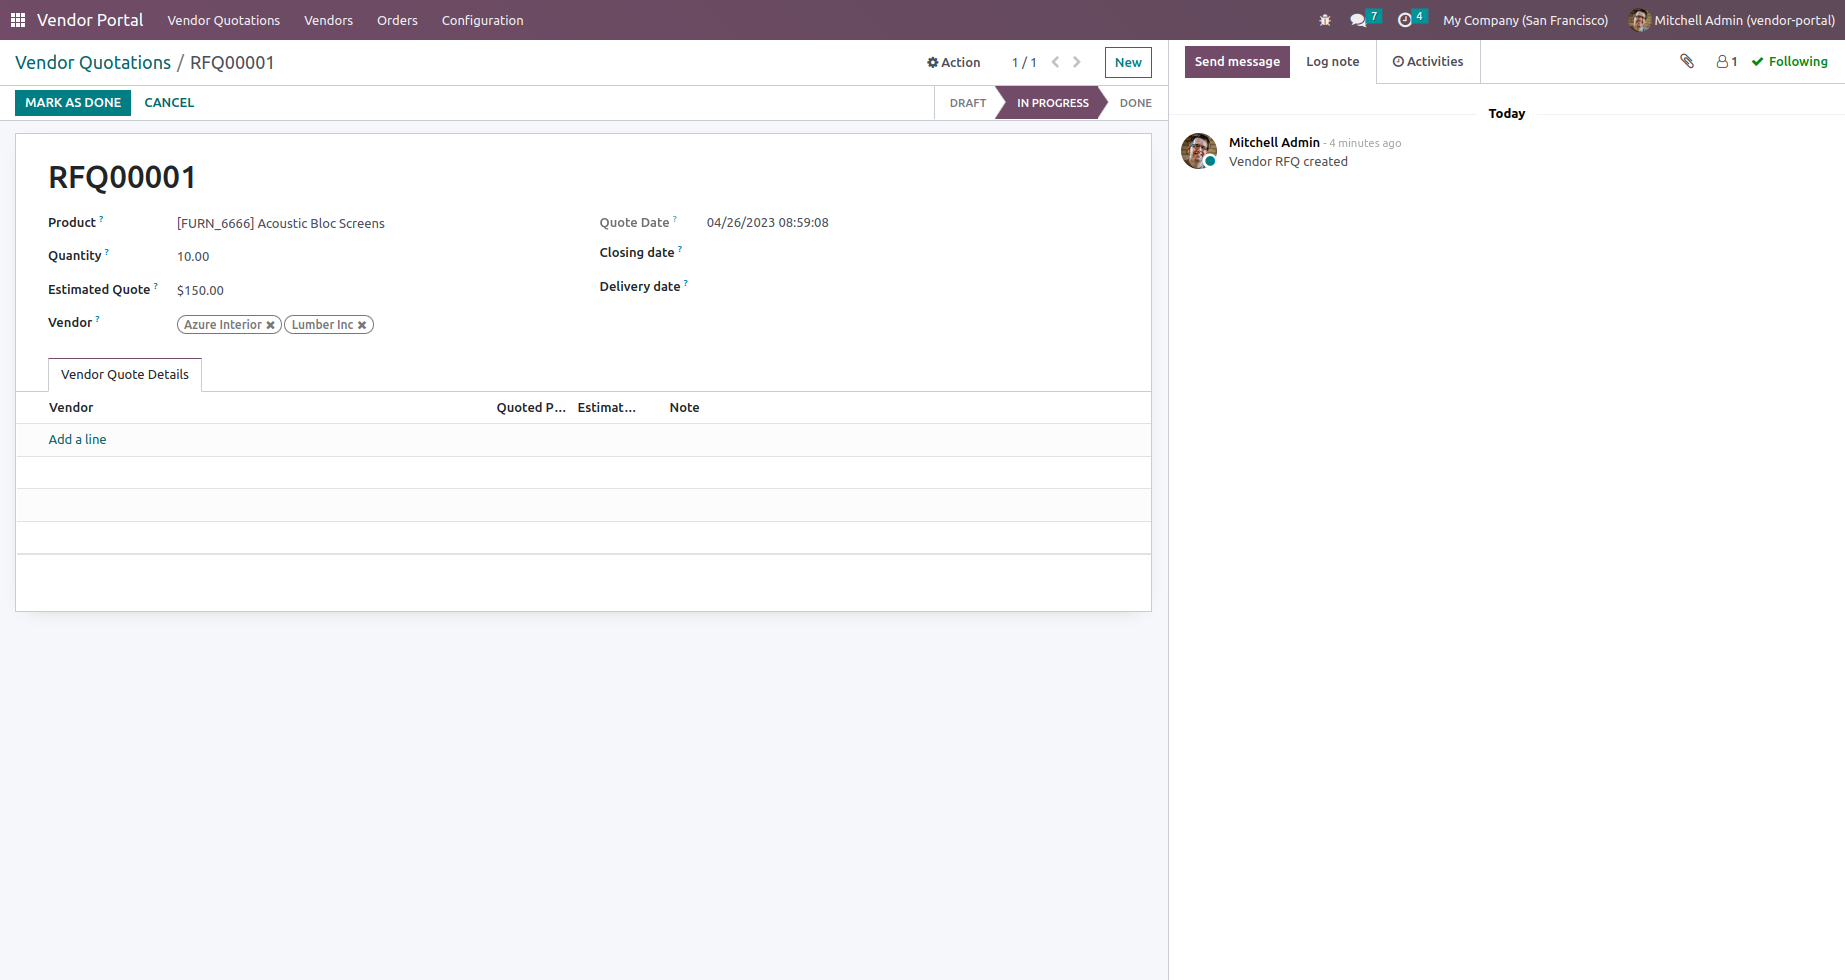 Vendor Portal Vendor Quotations Vendors Orders Configuration 7 4 My Company (San Francisco) Mitchell Admin (vendor-portal)
Vendor Quotations / RFQ00001 Action 1 / 1 New
MARK AS DONE CANCEL DRAFT IN PROGRESS DONE
RFQ00001
Product ? [FURN_6666] Acoustic Bloc Screens
Quantity ? 10.00
Estimated Quote ? $150.00
Vendor ? Azure Interior ✖ Lumber Inc ✖
Quote Date ? 04/26/2023 08:59:08
Closing date ?
Delivery date ?
Vendor Quote Details
Vendor Quoted P... Estimat... Note
Add a line
Send message Log note Activities 1 Following
Today
Mitchell Admin - 4 minutes ago
Vendor RFQ created